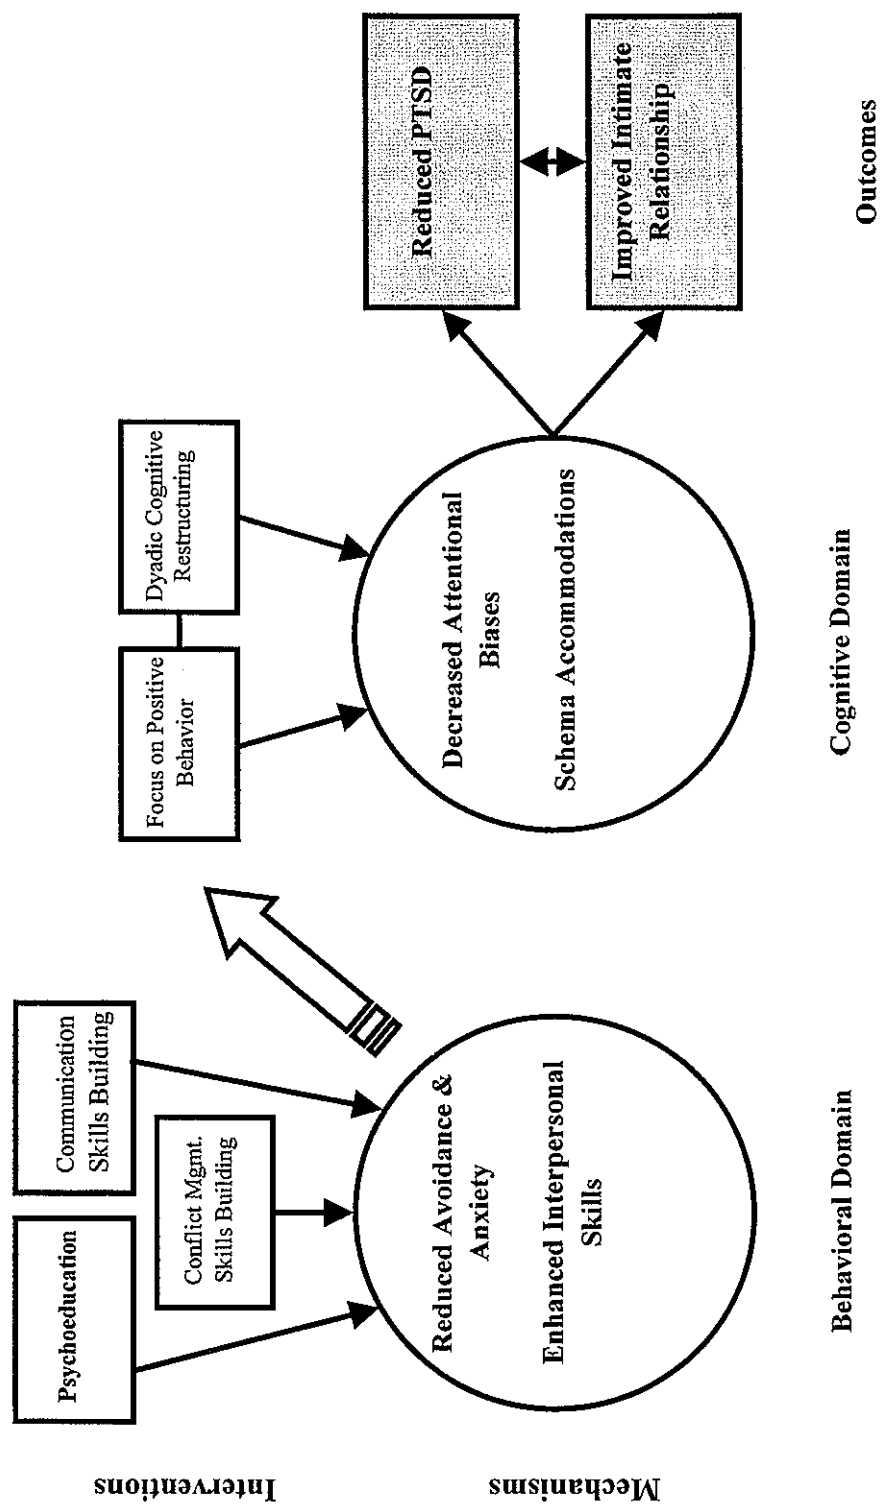 Interventions
Psychoeducation
Communication
Skills Building
Conflict Mgmt.
Skills Building
Focus on Positive
Behavior
Dyadic Cognitive
Restructuring
Mechanisms
Reduced Avoidance &
Anxiety
Enhanced Interpersonal
Skills
Decreased Attentional
Biases
Schema Accommodations
Reduced PTSD
Improved Intimate
Relationship
Behavioral Domain
Cognitive Domain
Outcomes